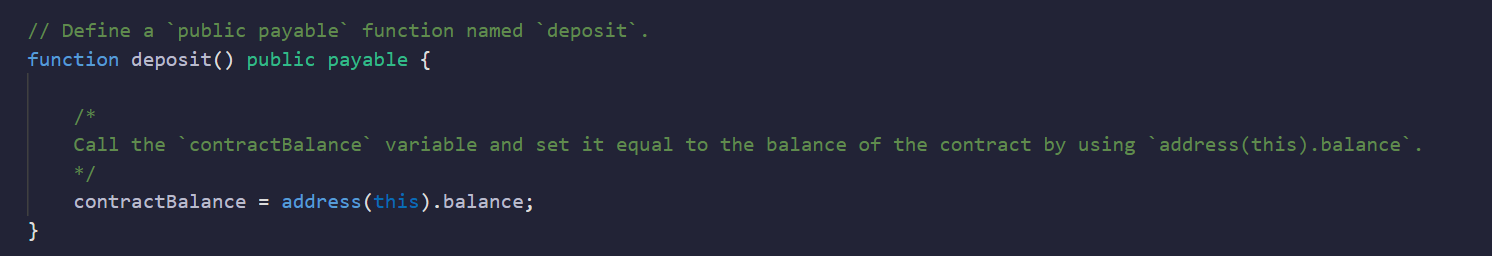 // Define a `public payable` function named `deposit`.
function deposit() public payable {
/*
Call the `contractBalance` variable and set it equal to the balance of the contract by using `address(this).balance`.
*/
contractBalance = address(this).balance;
}